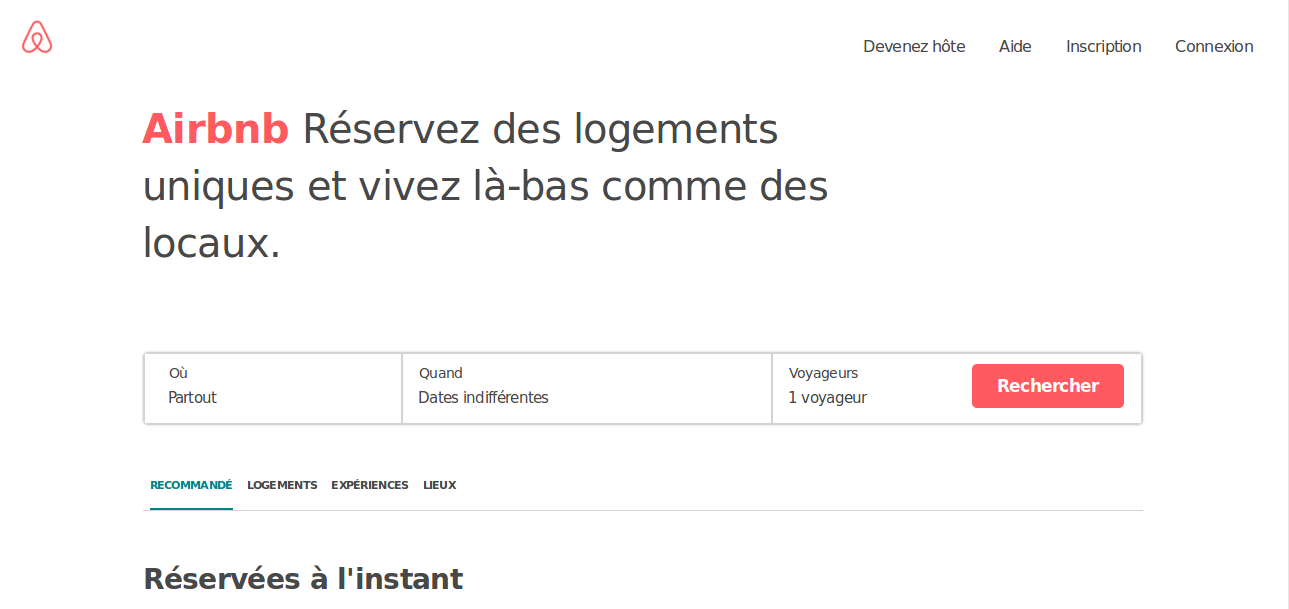 Devenez hôte Aide Inscription Connexion
Airbnb Réservez des logements
uniques et vivez là-bas comme des
locaux.
Où Quand Voyageurs
Partout Dates indifférentes 1 voyageur Rechercher
RECOMMANDÉ LOGEMENTS EXPÉRIENCES LIEUX
Réservées à l'instant